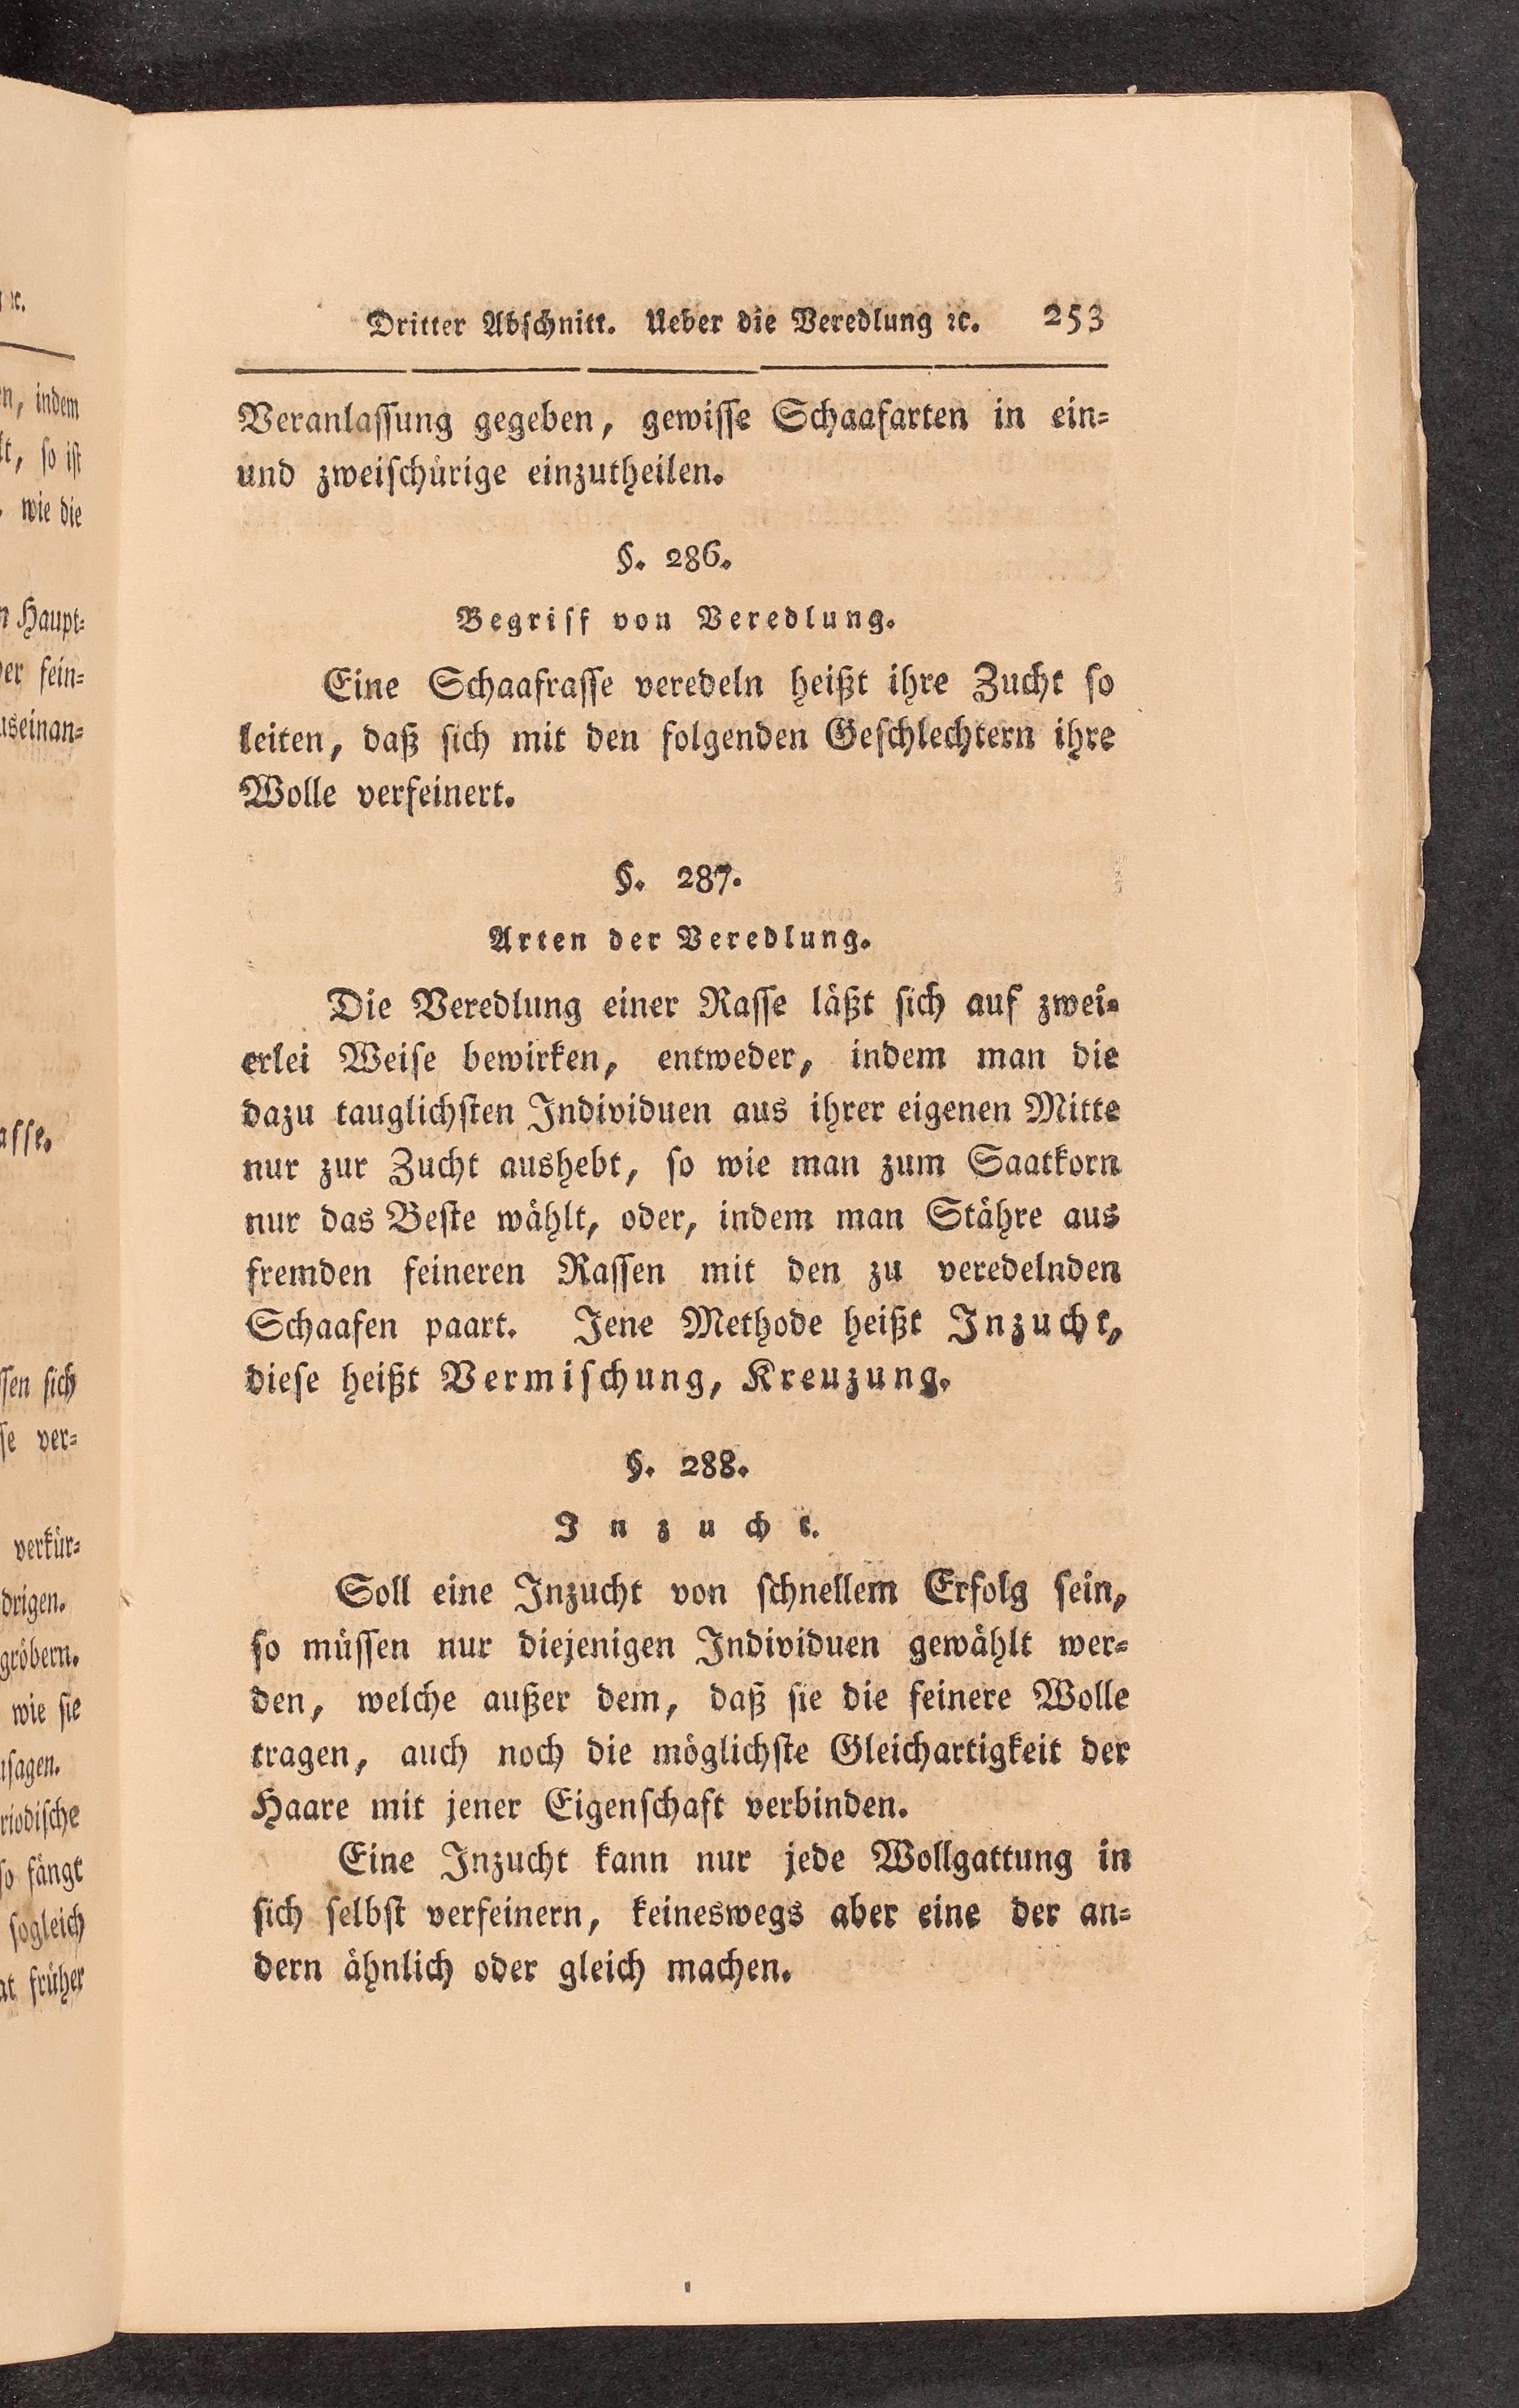 Dritter Abschnitt. Ueber die Veredlung ꝛc. 253
Veranlassung gegeben, gewisse Schaafarten in ein-
und zweischürige einzutheilen.
§. 286.
Begriff von Veredlung.
Eine Schaafrasse veredeln heißt ihre Zucht so
leiten, daß sich mit den folgenden Geschlechtern ihre
Wolle verfeinert.
§. 287.
Arten der Veredlung.
Die Veredlung einer Rasse läßt sich auf zwei-
erlei Weise bewirken, entweder, indem man die
dazu tauglichsten Individuen aus ihrer eigenen Mitte
nur zur Zucht aushebt, so wie man zum Saatkorn
nur das Beste wählt, oder, indem man Stähre aus
fremden feineren Rassen mit den zu veredelnden
Schaafen paart. Jene Methode heißt Inzucht,
diese heißt Vermischung, Kreuzung.
§. 288.
Inzucht.
Soll eine Inzucht von schnellem Erfolg sein,
so müssen nur diejenigen Individuen gewählt wer-
den, welche außer dem, daß sie die feinere Wolle
tragen, auch noch die möglichste Gleichartigkeit der
Haare mit jener Eigenschaft verbinden.
Eine Inzucht kann nur jede Wollgattung in
sich selbst verfeinern, keineswegs aber eine der an-
dern ähnlich oder gleich machen.